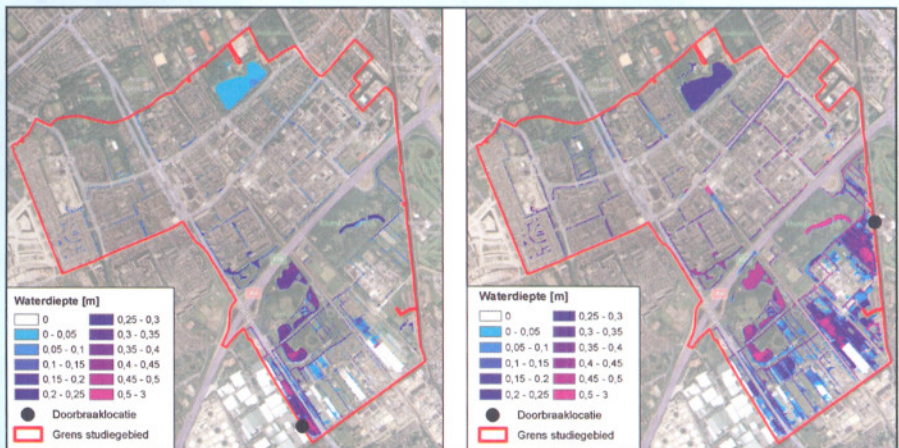 Waterdiepte [m]
0 0,25 - 0,3
0 - 0,05 0,3 - 0,35
0,05 - 0,1 0,35 - 0,4
0,1 - 0,15 0,4 - 0,45
0,15 - 0.2 0,45 - 0,5
0,2 - 0,25 0,5 - 3
Doorbraaklocatie
Grens studiegebied
Waterdiepte [m]
0 0,25 - 0,3
0 - 0,05 0,3 - 0,35
0,05 - 0,1 0,35 - 0,4
0,1 - 0,15 0,4 - 0,45
0,15 - 0.2 0,45 - 0,5
0,2 - 0,25 0,5 - 3
Doorbraaklocatie
Grens studiegebied